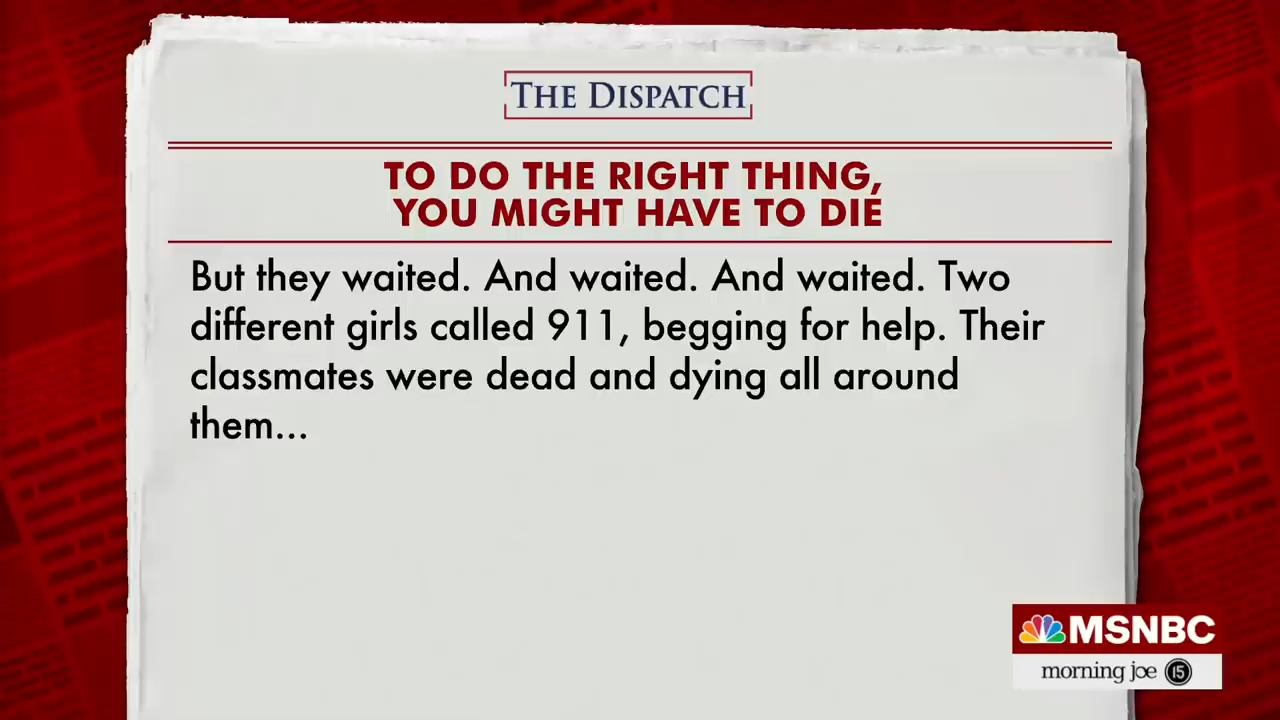 THE DISPATCH
TO DO THE RIGHT THING,
YOU MIGHT HAVE TO DIE
But they waited. And waited. And waited. Two
different girls called 911, begging for help. Their
classmates were dead and dying all around
them...
MSNBC
morning joe 15